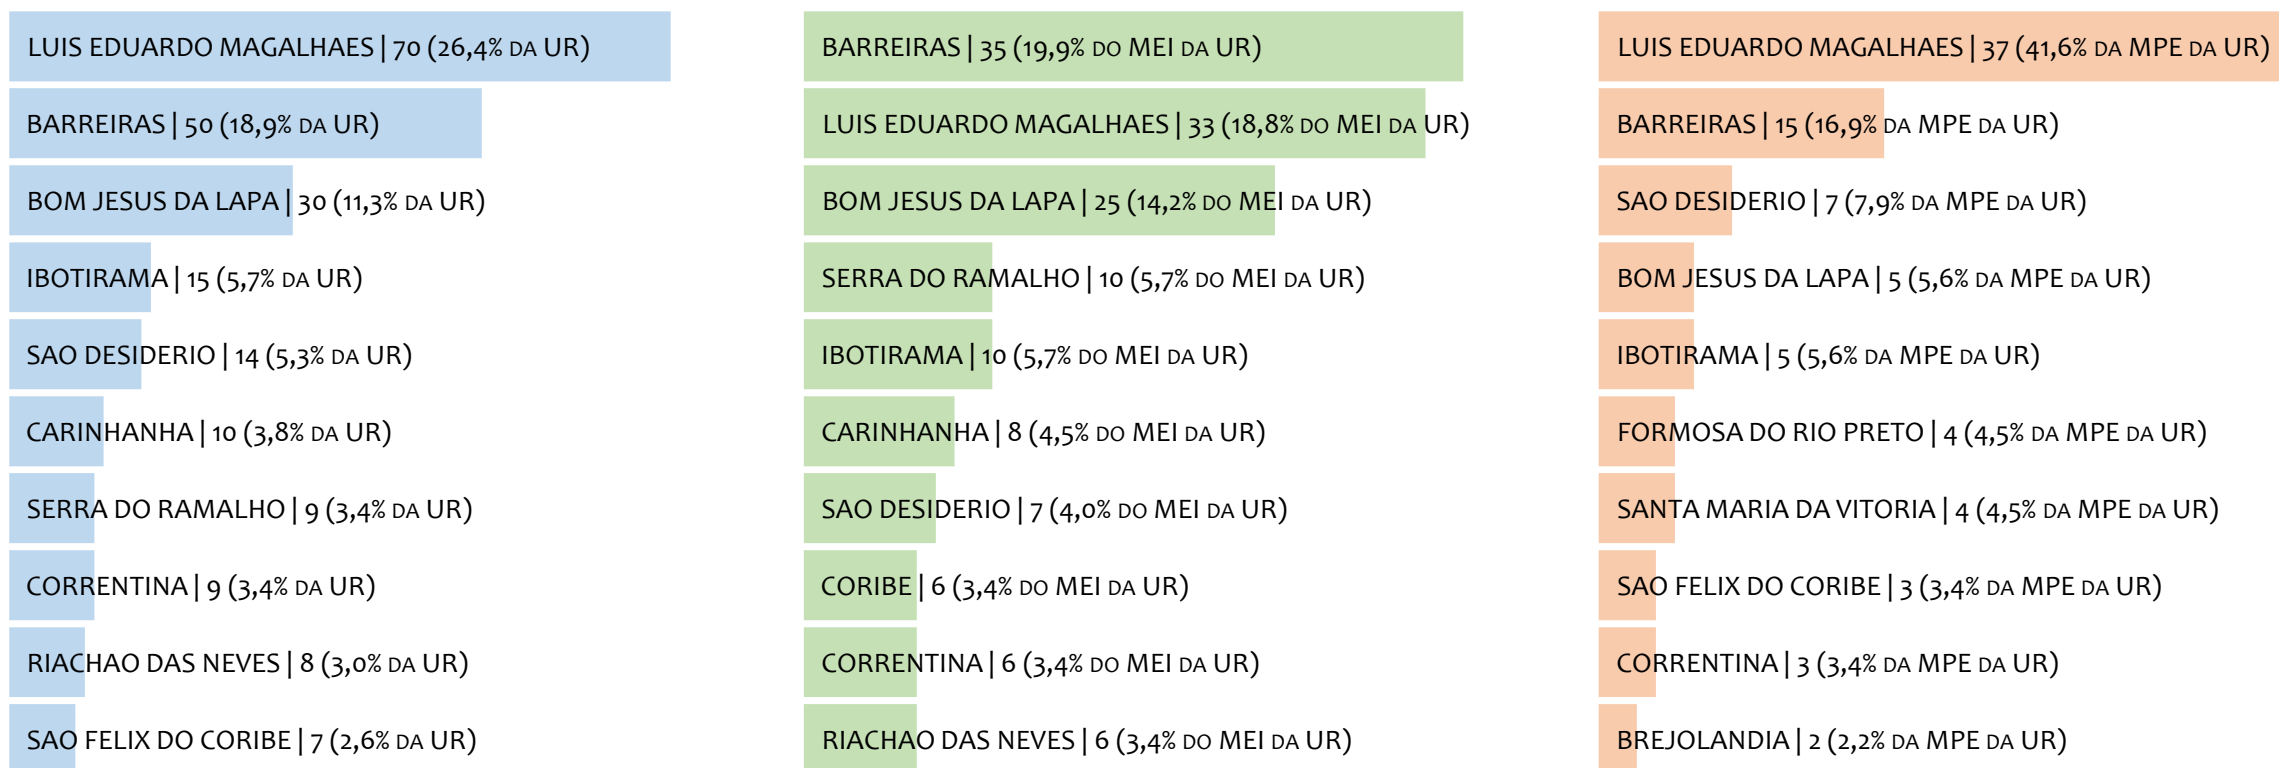 LUIS EDUARDO MAGALHAES | 70 (26,4% DA UR)
BARREIRAS | 50 (18,9% DA UR)
BOM JESUS DA LAPA | 30 (11,3% DA UR)
IBOTIRAMA | 15 (5,7% DA UR)
SAO DESIDERIO | 14 (5,3% DA UR)
CARINHANHA | 10 (3,8% DA UR)
SERRA DO RAMALHO | 9 (3,4% DA UR)
CORRENTINA | 9 (3,4% DA UR)
RIACHAO DAS NEVES | 8 (3,0% DA UR)
SAO FELIX DO CORIBE | 7 (2,6% DA UR)
BARREIRAS | 35 (19,9% DO MEI DA UR)
LUIS EDUARDO MAGALHAES | 33 (18,8% DO MEI DA UR)
BOM JESUS DA LAPA | 25 (14,2% DO MEI DA UR)
SERRA DO RAMALHO | 10 (5,7% DO MEI DA UR)
IBOTIRAMA | 10 (5,7% DO MEI DA UR)
CARINHANHA | 8 (4,5% DO MEI DA UR)
SAO DESIDERIO | 7 (4,0% DO MEI DA UR)
CORIBE | 6 (3,4% DO MEI DA UR)
CORRENTINA | 6 (3,4% DO MEI DA UR)
RIACHAO DAS NEVES | 6 (3,4% DO MEI DA UR)
LUIS EDUARDO MAGALHAES | 37 (41,6% DA MPE DA UR)
BARREIRAS | 15 (16,9% DA MPE DA UR)
SAO DESIDERIO | 7 (7,9% DA MPE DA UR)
BOM JESUS DA LAPA | 5 (5,6% DA MPE DA UR)
IBOTIRAMA | 5 (5,6% DA MPE DA UR)
FORMOSA DO RIO PRETO | 4 (4,5% DA MPE DA UR)
SANTA MARIA DA VITORIA | 4 (4,5% DA MPE DA UR)
SAO FELIX DO CORIBE | 3 (3,4% DA MPE DA UR)
CORRENTINA | 3 (3,4% DA MPE DA UR)
BREJOLANDIA | 2 (2,2% DA MPE DA UR)